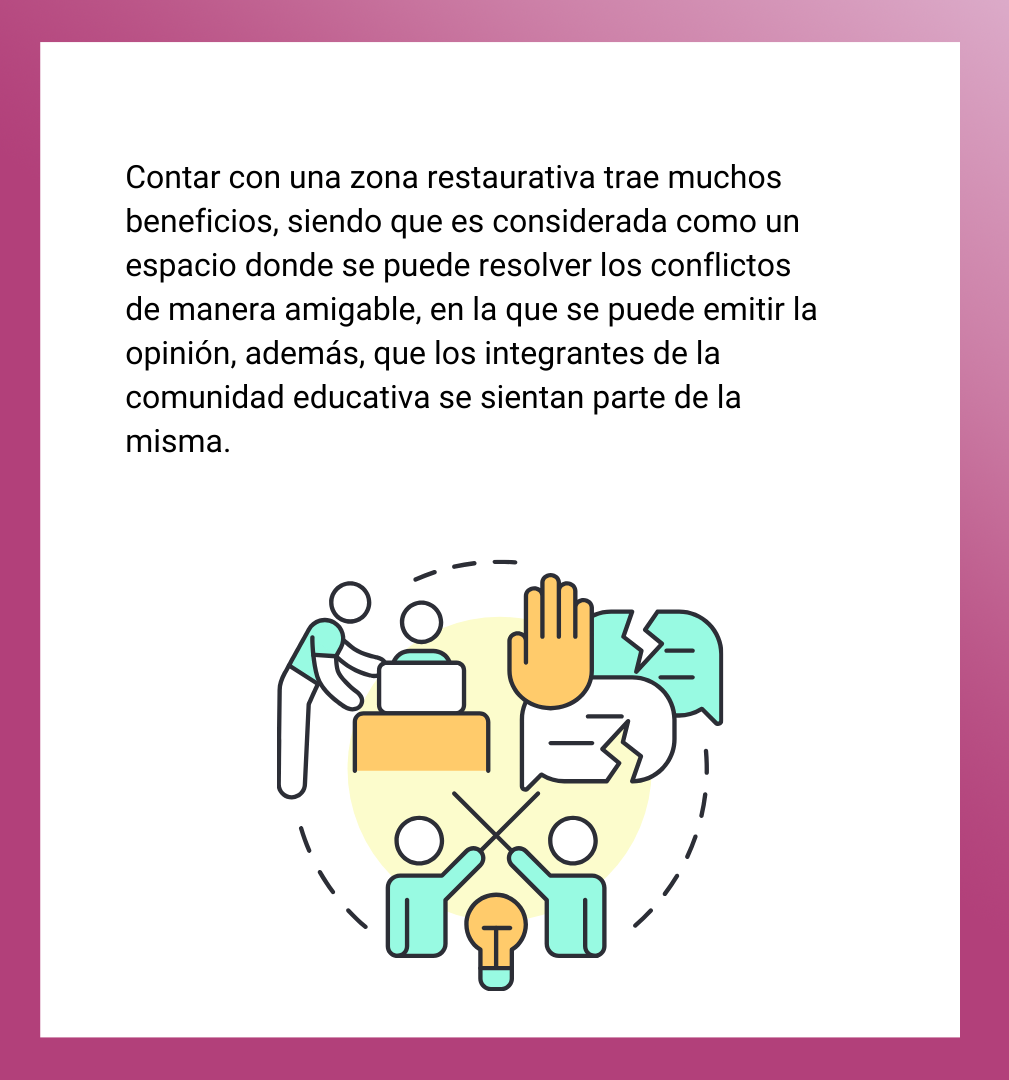 Contar con una zona restaurativa trae muchos
beneficios, siendo que es considerada como un
espacio donde se puede resolver los conflictos
de manera amigable, en la que se puede emitir la
opinión, además, que los integrantes de la
comunidad educativa se sientan parte de la
misma.